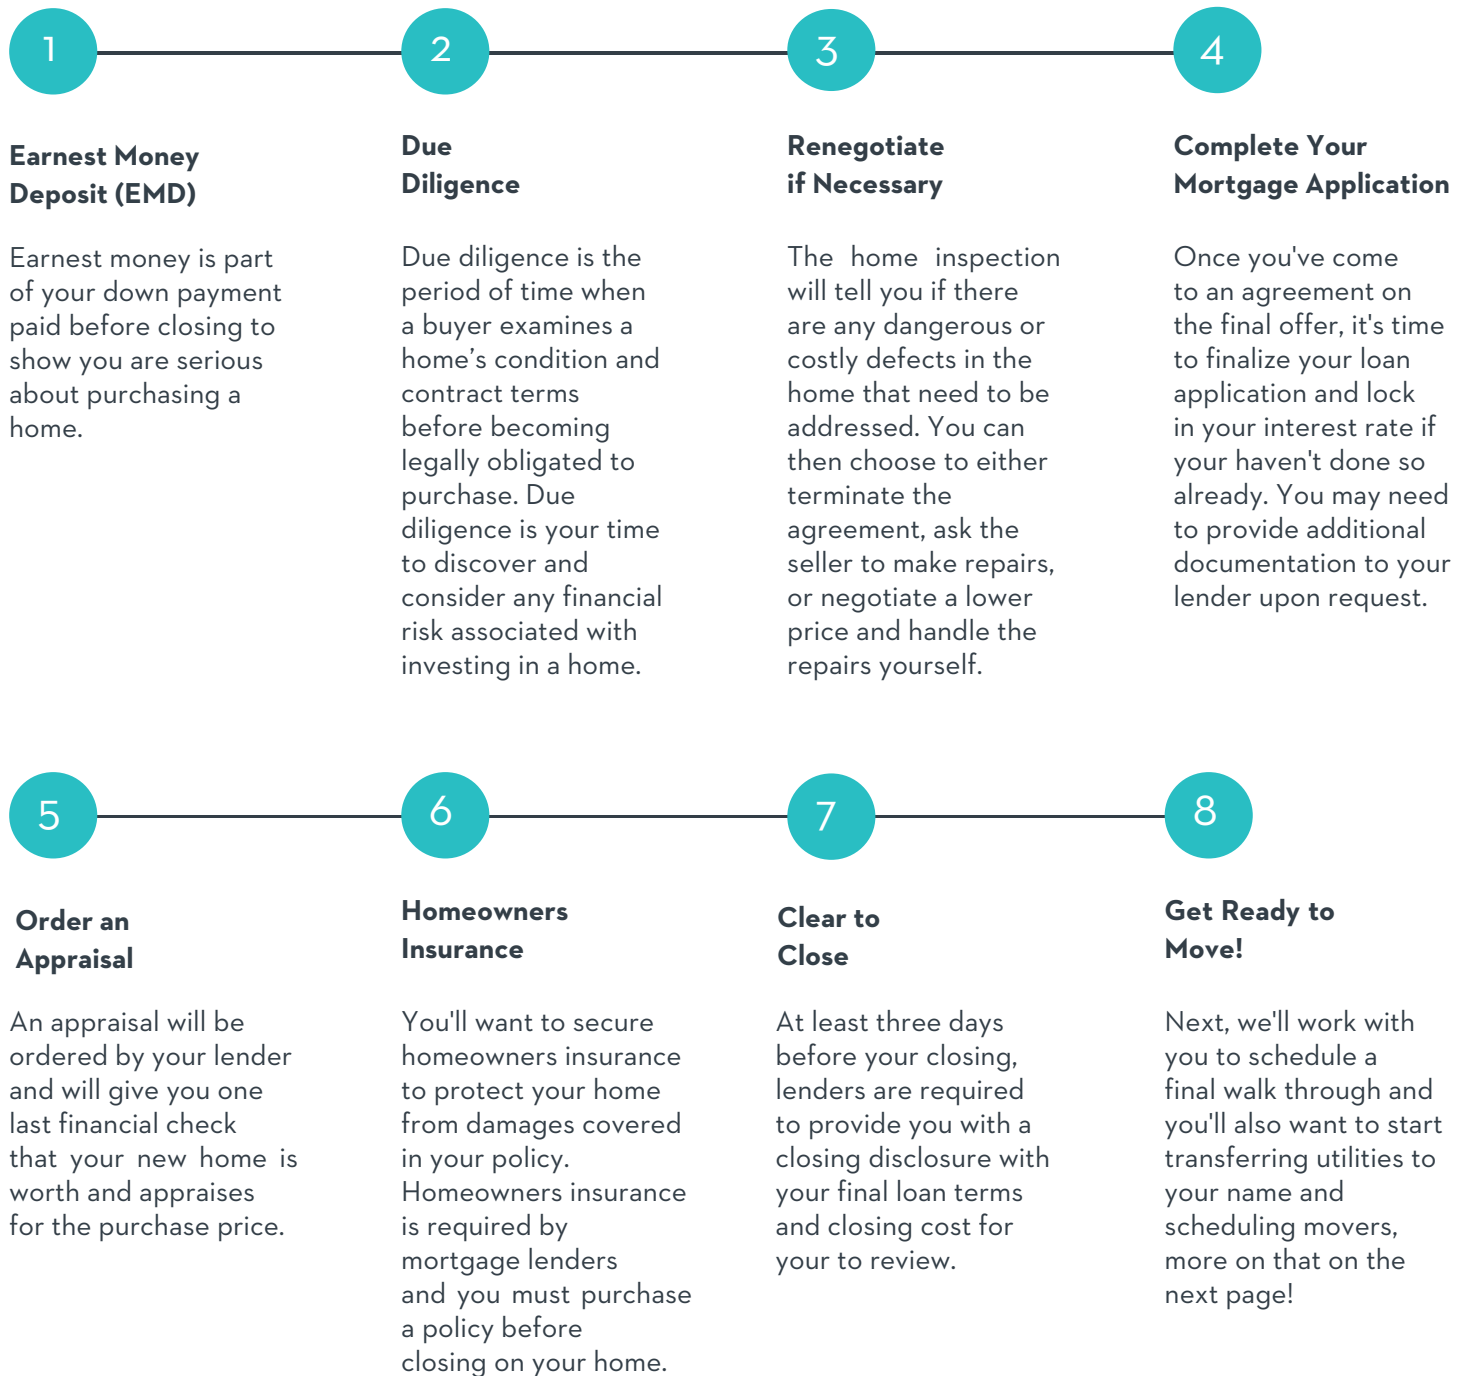 1
Earnest Money
Deposit (EMD)
Earnest money is part
of your down payment
paid before closing to
show you are serious
about purchasing a
home.
2
Due
Diligence
Due diligence is the
period of time when
a buyer examines a
home’s condition and
contract terms
before becoming
legally obligated to
purchase. Due
diligence is your time
to discover and
consider any financial
risk associated with
investing in a home.
3
Renegotiate
if Necessary
The home inspection
will tell you if there
are any dangerous or
costly defects in the
home that need to be
addressed. You can
then choose to either
terminate the
agreement, ask the
seller to make repairs,
or negotiate a lower
price and handle the
repairs yourself.
4
Complete Your
Mortgage Application
Once you've come
to an agreement on
the final offer, it's time
to finalize your loan
application and lock
in your interest rate if
your haven't done so
already. You may need
to provide additional
documentation to your
lender upon request.
5
Order an
Appraisal
An appraisal will be
ordered by your lender
and will give you one
last financial check
that your new home is
worth and appraises
for the purchase price.
6
Homeowners
Insurance
You'll want to secure
homeowners insurance
to protect your home
from damages covered
in your policy.
Homeowners insurance
is required by
mortgage lenders
and you must purchase
a policy before
closing on your home.
7
Clear to
Close
At least three days
before your closing,
lenders are required
to provide you with a
closing disclosure with
your final loan terms
and closing cost for
your to review.
8
Get Ready to
Move!
Next, we'll work with
you to schedule a
final walk through and
you'll also want to start
transferring utilities to
your name and
scheduling movers,
more on that on the
next page!